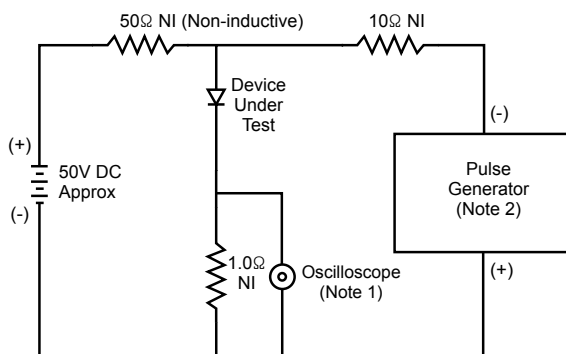 50Ω NI (Non-inductive)
10Ω NI
Device
Under
Test
(-)
(+)
50V DC
Approx
(-)
Pulse
Generator
(Note 2)
1.0Ω
NI
Oscilloscope
(Note 1)
(+)